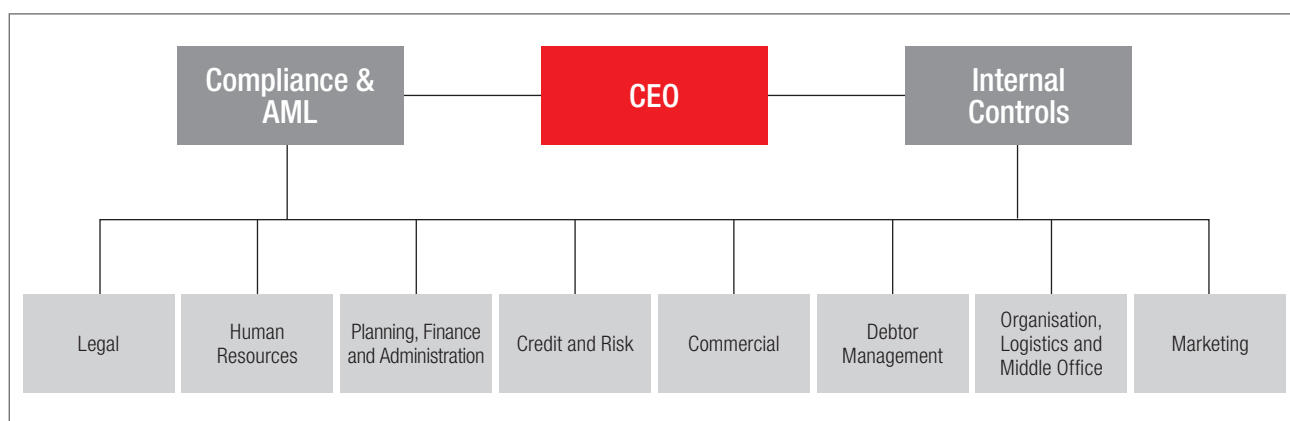 Compliance &
AML
CEO
Internal
Controls
Legal
Human
Resources
Planning, Finance
and Administration
Credit and Risk
Commercial
Debtor
Management
Organisation,
Logistics and
Middle Office
Marketing